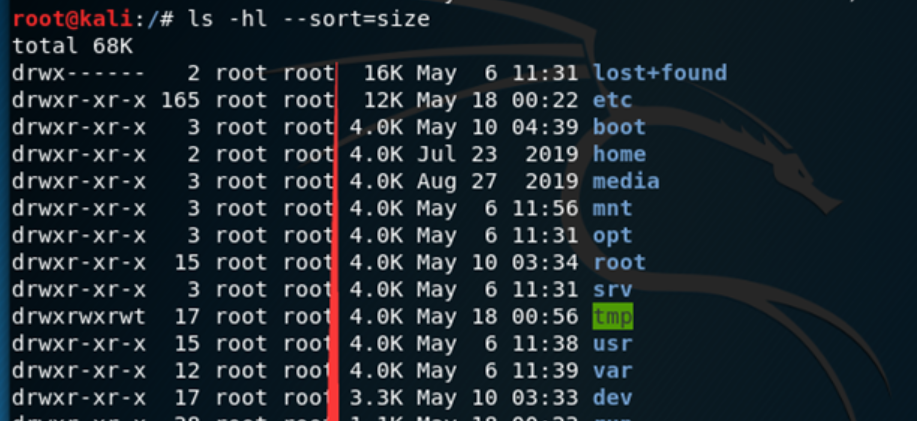 root@kali:/# ls -hl --sort=size
total 68K
drwx------ 2 root root 16K May 6 11:31 lost+found
drwxr-xr-x 165 root root 12K May 18 00:22 etc
drwxr-xr-x 3 root root 4.0K May 10 04:39 boot
drwxr-xr-x 2 root root 4.0K Jul 23 2019 home
drwxr-xr-x 3 root root 4.0K Aug 27 2019 media
drwxr-xr-x 3 root root 4.0K May 6 11:56 mnt
drwxr-xr-x 3 root root 4.0K May 6 11:31 opt
drwxr-xr-x 15 root root 4.0K May 10 03:34 root
drwxr-xr-x 3 root root 4.0K May 6 11:31 srv
drwxrwxrwt 17 root root 4.0K May 18 00:56 tmp
drwxr-xr-x 15 root root 4.0K May 6 11:38 usr
drwxr-xr-x 12 root root 4.0K May 6 11:39 var
drwxr-xr-x 17 root root 3.3K May 10 03:33 dev